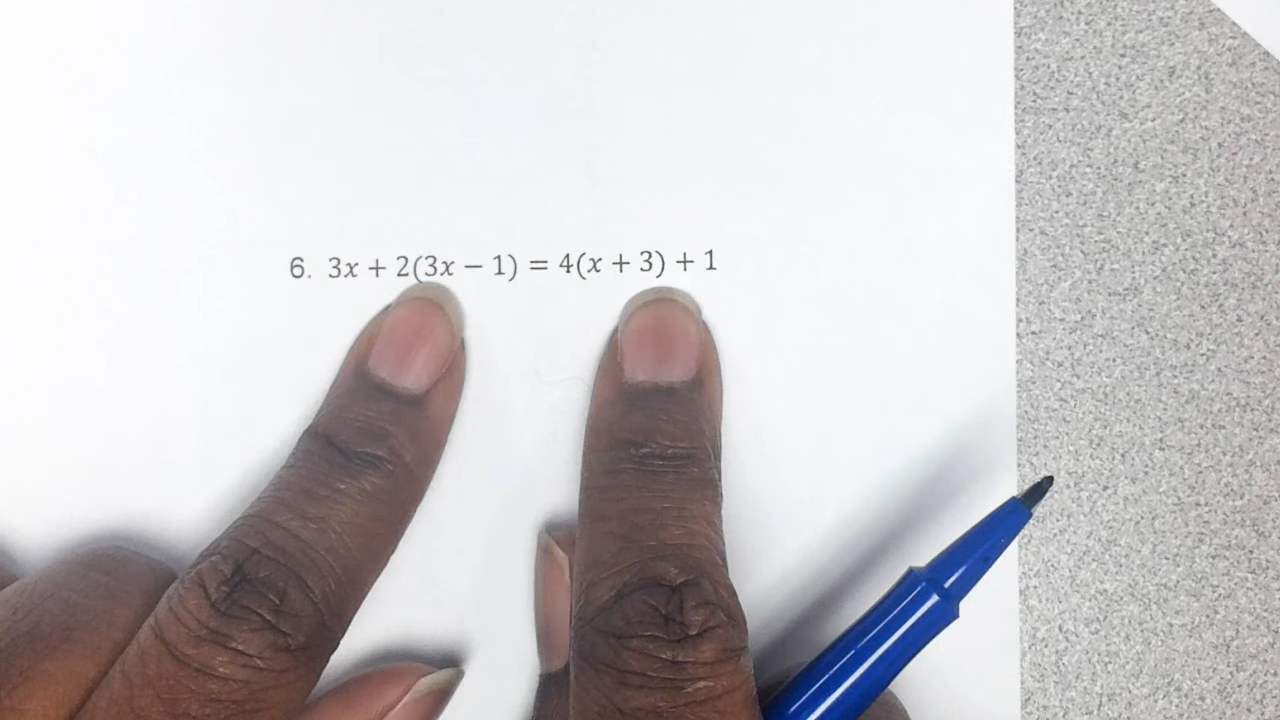 6. 3x + 2(3x − 1) = 4(x + 3) + 1